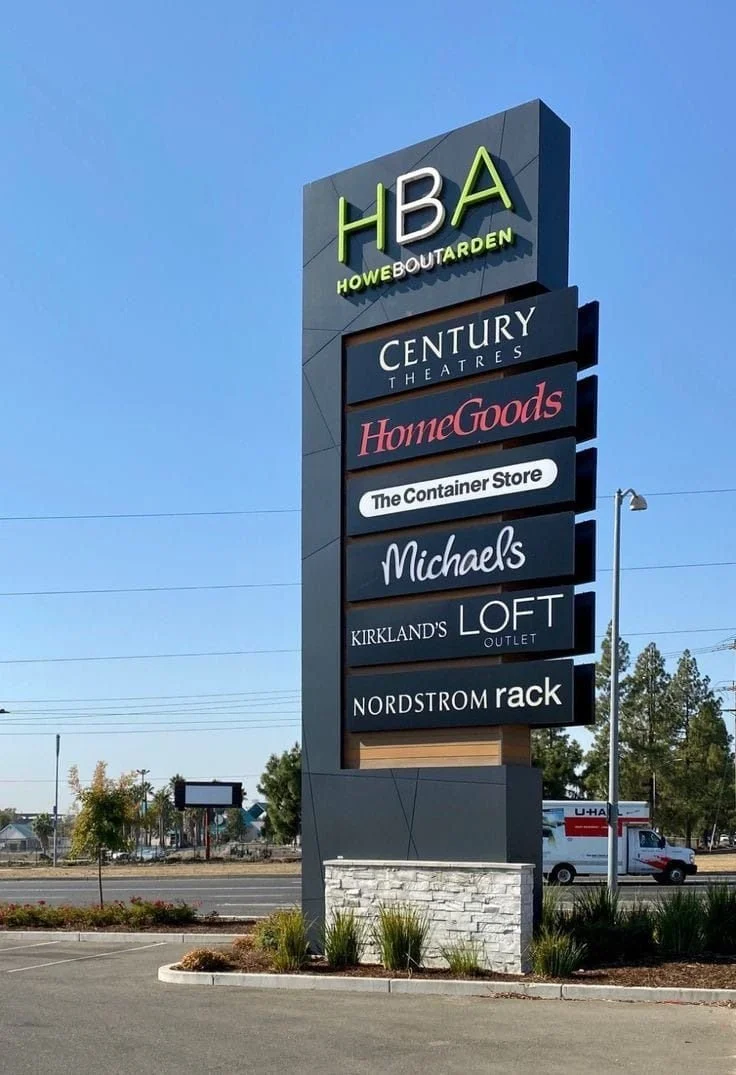 HBA
HOWEBOUTARDEN
CENTURY
THEATRES
HomeGoods
The Container Store
Michaels
KIRKLAND'S LOFT
OUTLET
NORDSTROM rack
U-HAUL